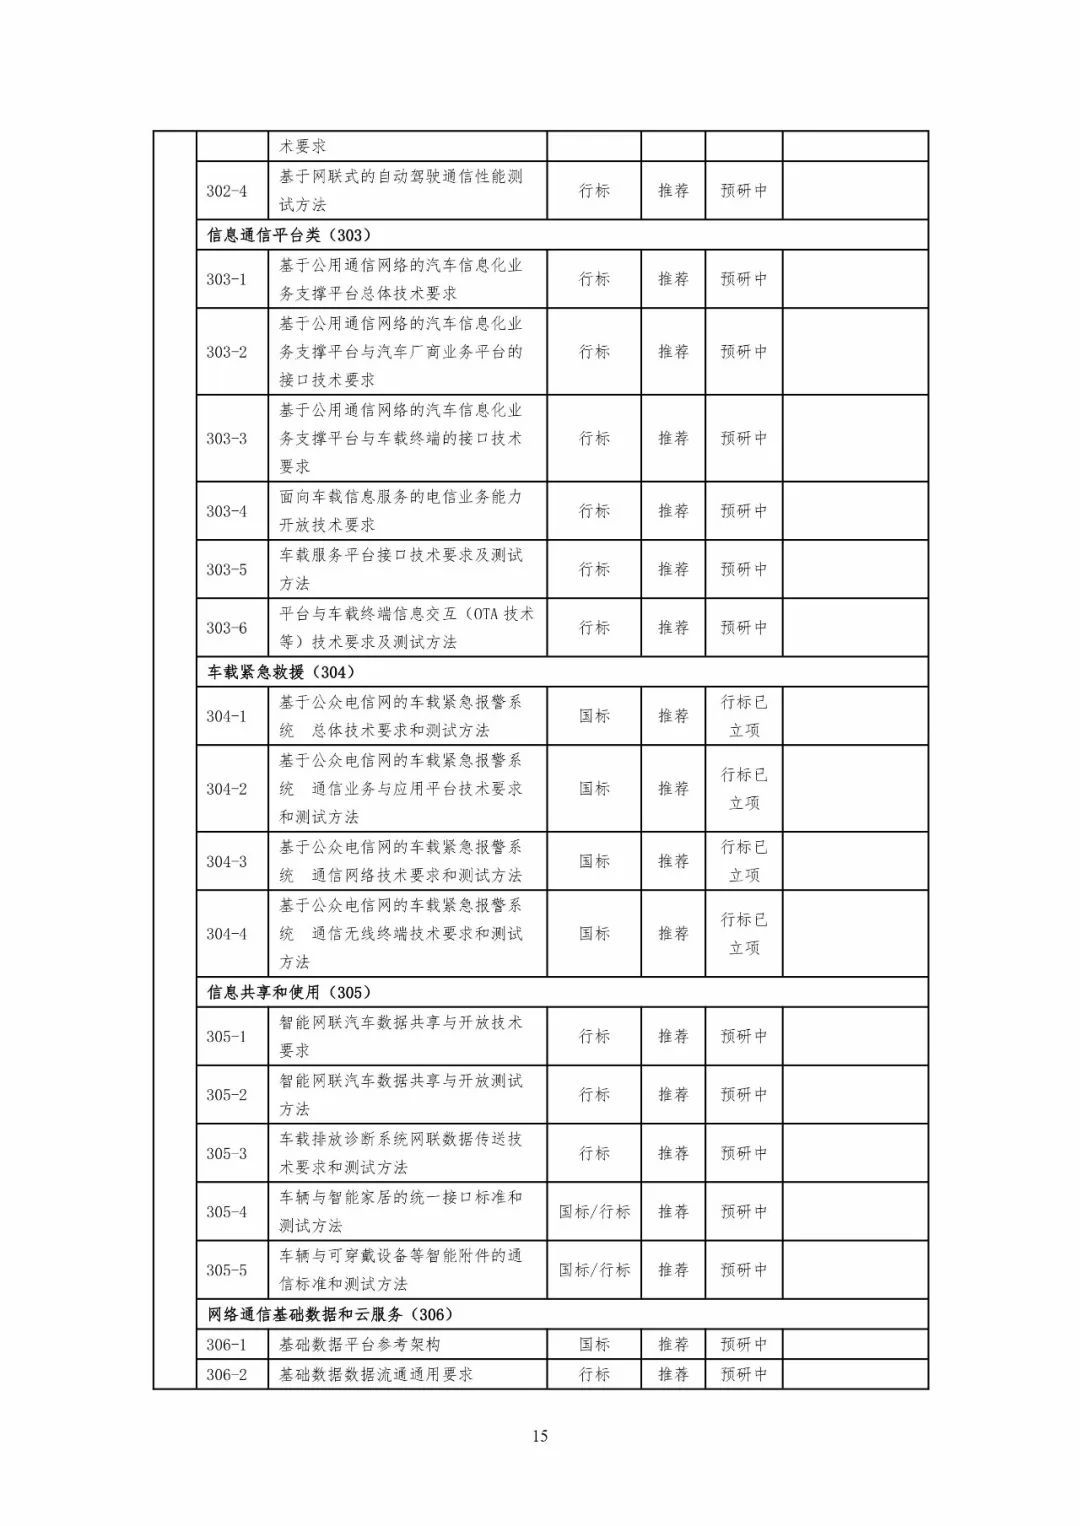 术要求
302-4 基于网联式的自动驾驶通信性能测 行标 推荐 预研中
试方法
信息通信平台类（303）
303-1 基于公用通信网络的汽车信息化业 行标 推荐 预研中
务支撑平台总体技术要求
303-2 基于公用通信网络的汽车信息化业 行标 推荐 预研中
务支撑平台与汽车厂商业务平台的
接口技术要求
303-3 基于公用通信网络的汽车信息化业 行标 推荐 预研中
务支撑平台与车载终端的接口技术
要求
303-4 面向车载信息服务的电信业务能力 行标 推荐 预研中
开放技术要求
303-5 车载服务平台接口技术要求及测试 行标 推荐 预研中
方法
303-6 平台与车载终端信息交互（OTA 技术 行标 推荐 预研中
等）技术要求及测试方法
车载紧急救援（304）
304-1 基于公众电信网的车载紧急报警系 国标 推荐 行标已
统 总体技术要求和测试方法 立项
304-2 基于公众电信网的车载紧急报警系 国标 推荐 行标已
统 通信业务与应用平台技术要求 立项
和测试方法
304-3 基于公众电信网的车载紧急报警系 国标 推荐 行标已
统 通信网络技术要求和测试方法 立项
304-4 基于公众电信网的车载紧急报警系 国标 推荐 行标已
统 通信无线终端技术要求和测试 立项
方法
信息共享和使用（305）
305-1 智能网联汽车数据共享与开放技术 行标 推荐 预研中
要求
305-2 智能网联汽车数据共享与开放测试 行标 推荐 预研中
方法
305-3 车载排放诊断系统网联数据传送技 行标 推荐 预研中
术要求和测试方法
305-4 车辆与智能家居的统一接口标准和 国标/行标 推荐 预研中
测试方法
305-5 车辆与可穿戴设备等智能附件的通 国标/行标 推荐 预研中
信标准和测试方法
网络通信基础数据和云服务（306）
306-1 基础数据平台参考架构 国标 推荐 预研中
306-2 基础数据数据流通通用要求 行标 推荐 预研中
15